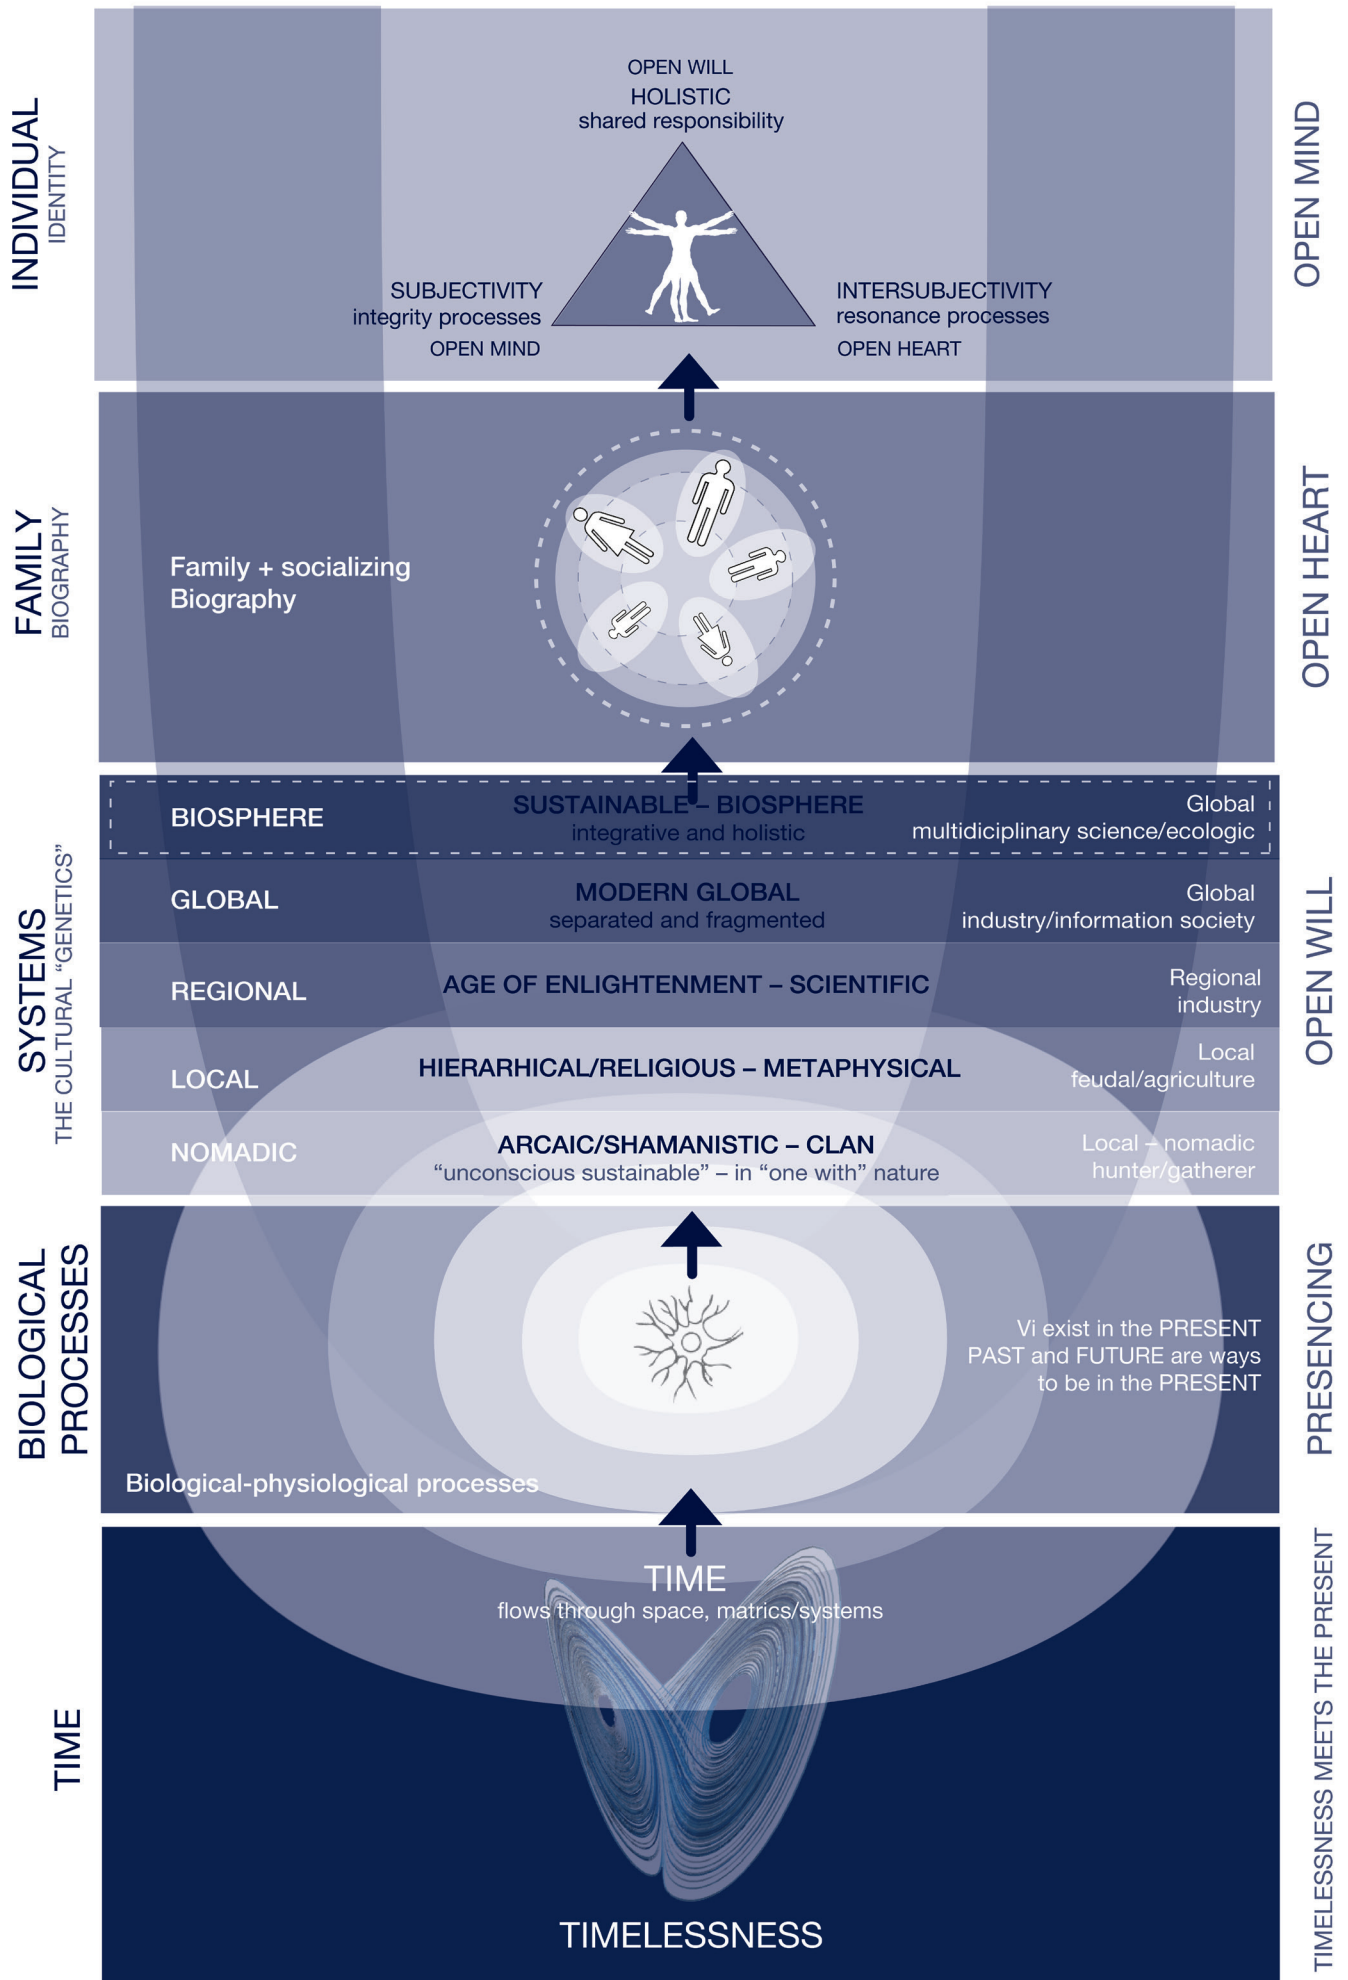 INDIVIDUAL
IDENTITY
OPEN WILL
HOLISTIC
shared responsibility
SUBJECTIVITY
integrity processes
OPEN MIND
INTERSUBJECTIVITY
resonance processes
OPEN HEART
OPEN MIND
FAMILY
BIOGRAPHY
Family + socializing
Biography
OPEN HEART
SYSTEMS
THE CULTURAL “GENETICS”
BIOSPHERE
SUSTAINABLE – BIOSPHERE
integrative and holistic
Global
multidiciplinary science/ecologic
GLOBAL
MODERN GLOBAL
separated and fragmented
Global
industry/information society
REGIONAL
AGE OF ENLIGHTENMENT – SCIENTIFIC
Regional
industry
LOCAL
HIERARHICAL/RELIGIOUS – METAPHYSICAL
Local
feudal/agriculture
NOMADIC
ARCAIC/SHAMANISTIC – CLAN
“unconscious sustainable” – in “one with” nature
Local – nomadic
hunter/gatherer
OPEN WILL
BIOLOGICAL
PROCESSES
Vi exist in the PRESENT
PAST and FUTURE are ways
to be in the PRESENT
Biological-physiological processes
PRESENCING
TIME
TIME
flows through space, matrics/systems
TIMELESSNESS
TIMELESSNESS MEETS THE PRESENT